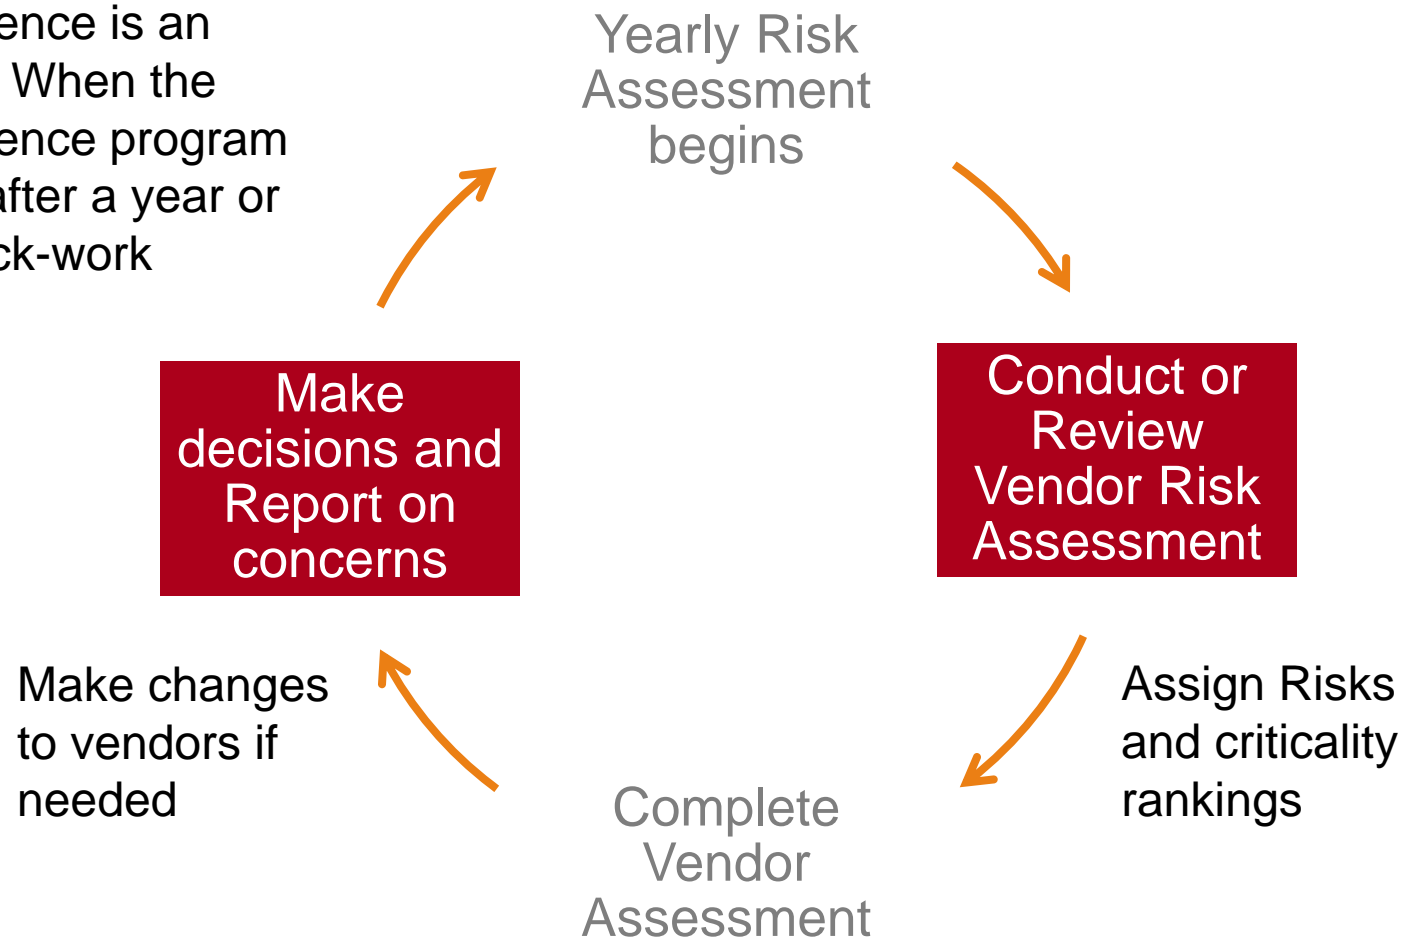 ence is an
When the
ence program
after a year or
ck-work
Yearly Risk
Assessment
begins
Make
decisions and
Report on
concerns
Conduct or
Review
Vendor Risk
Assessment
Make changes
to vendors if
needed
Assign Risks
and criticality
rankings
Complete
Vendor
Assessment